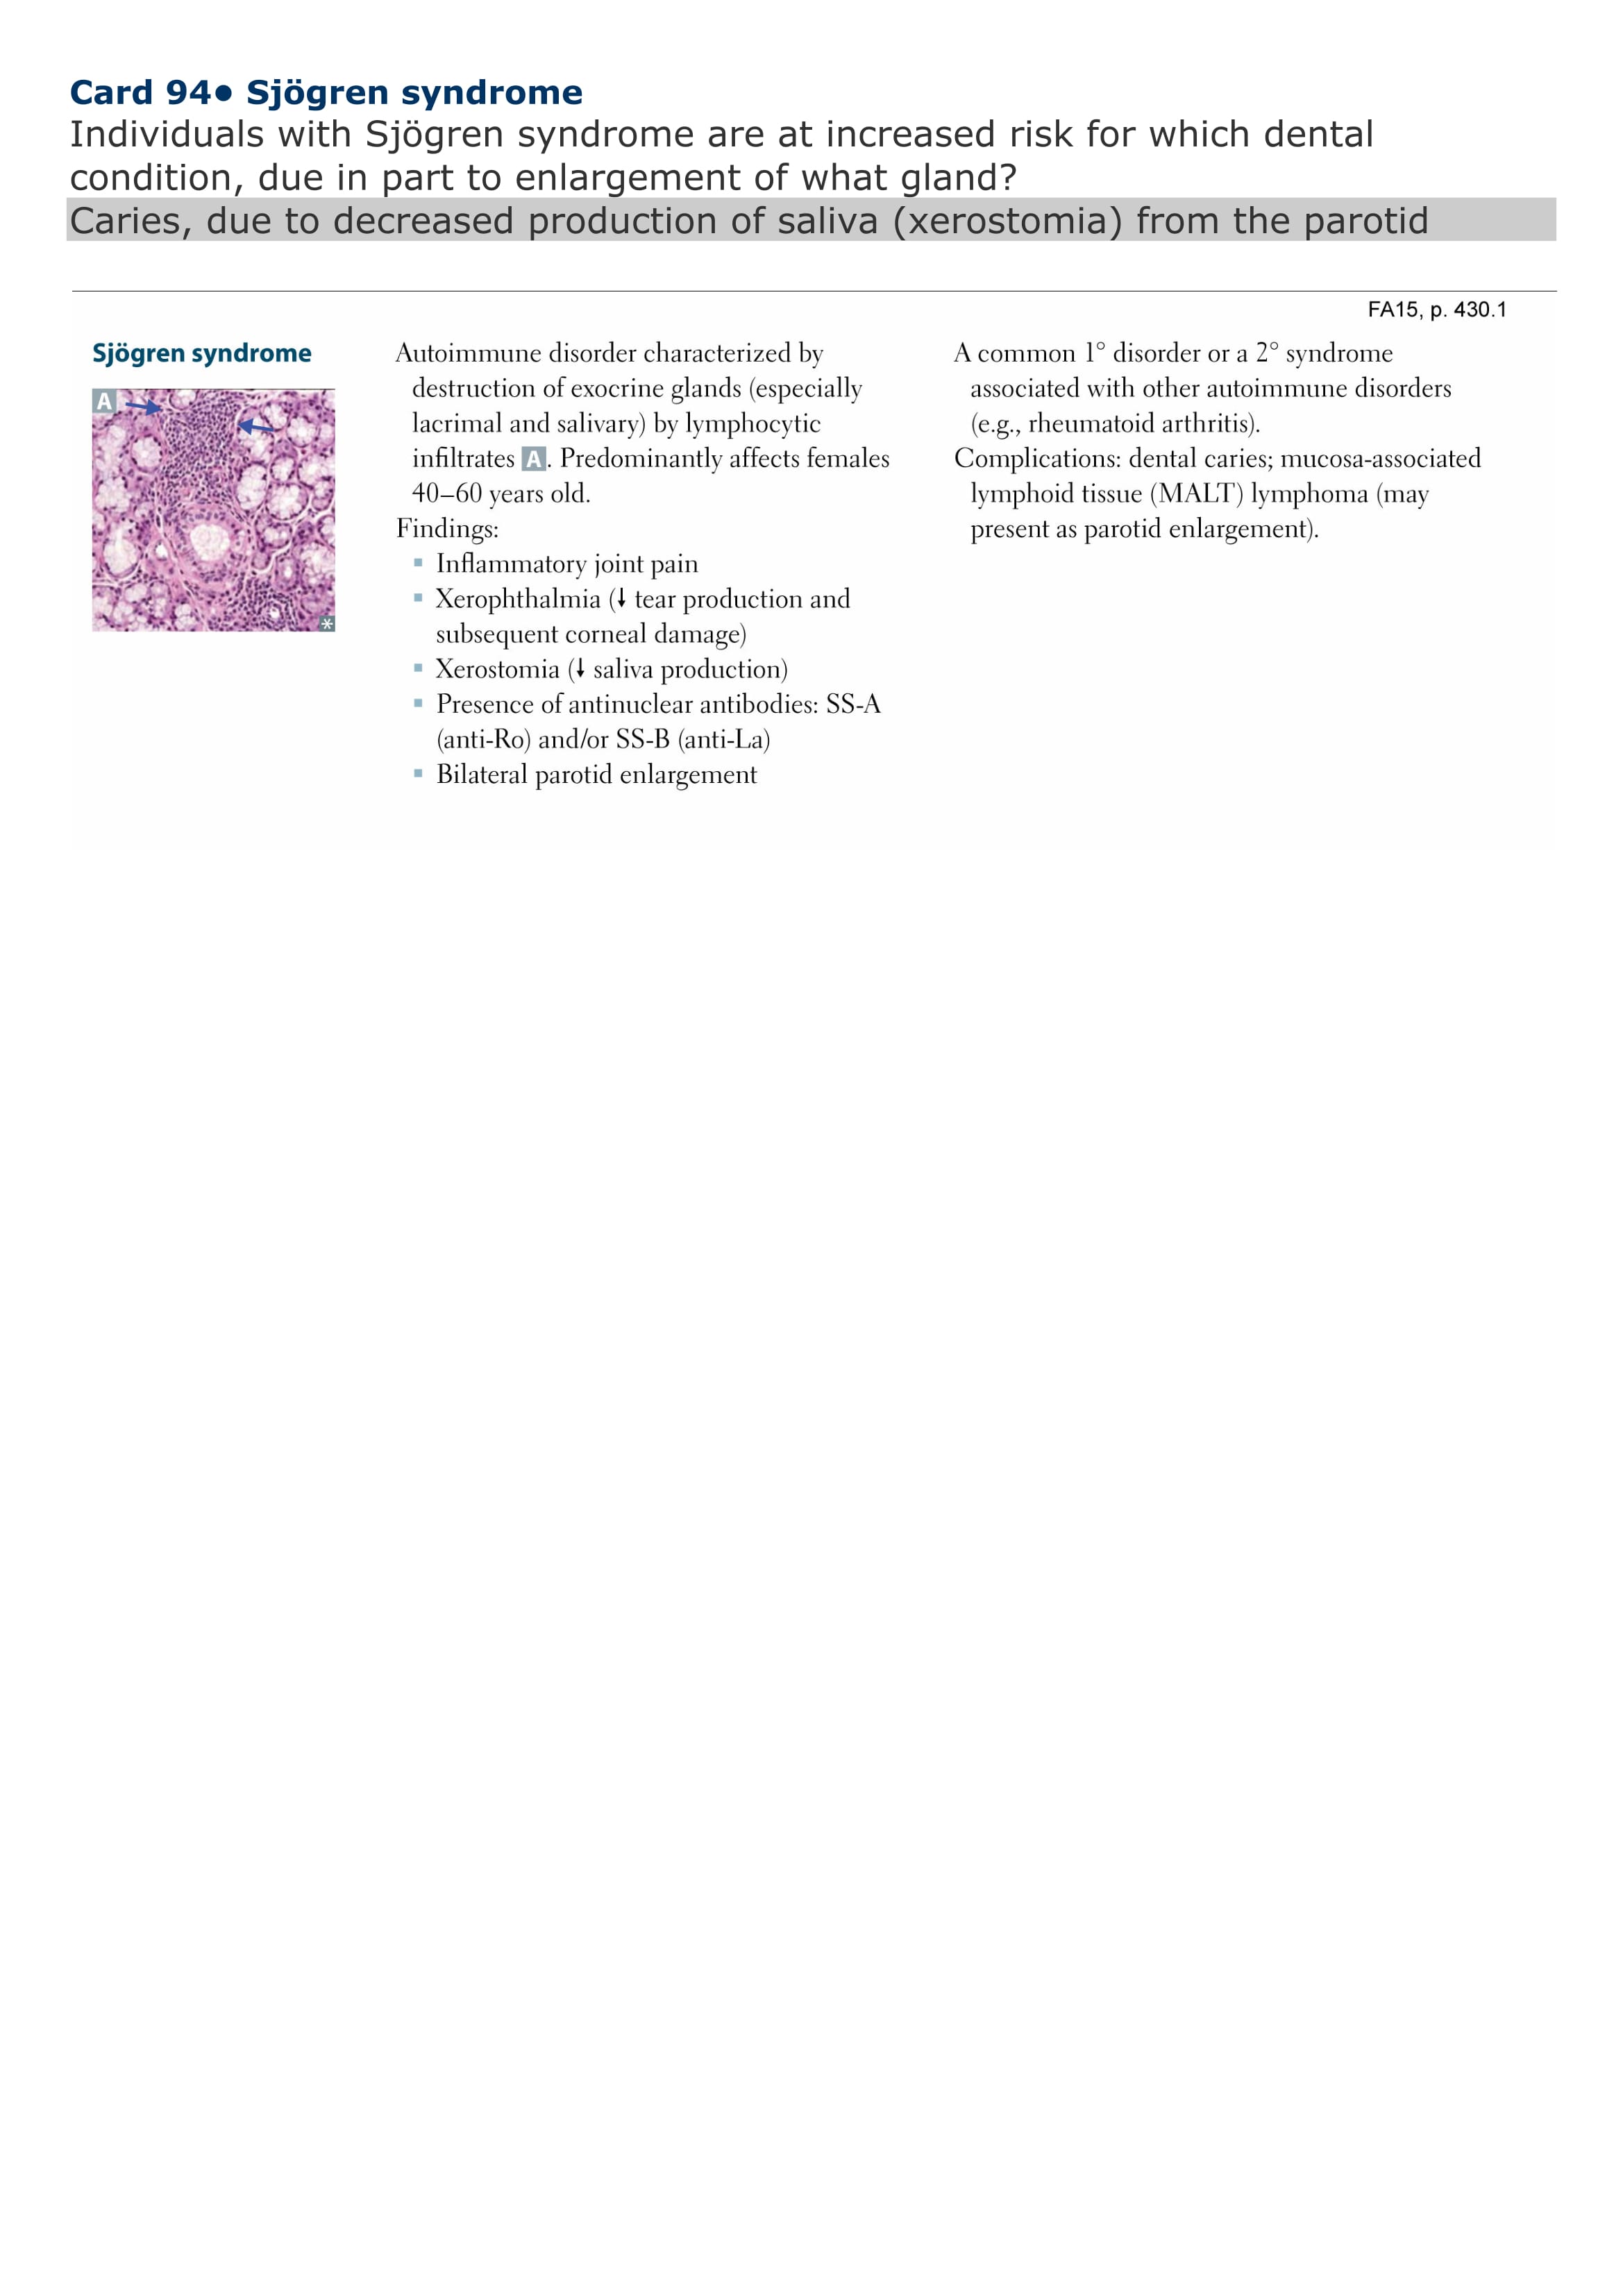 Card 94• Sjögren syndrome
Individuals with Sjögren syndrome are at increased risk for which dental
condition, due in part to enlargement of what gland?
Caries, due to decreased production of saliva (xerostomia) from the parotid
FA15, p. 430.1
Sjögren syndrome
A
*
Autoimmune disorder characterized by
destruction of exocrine glands (especially
lacrimal and salivary) by lymphocytic
infiltrates A. Predominantly affects females
40–60 years old.
Findings:
▪ Inflammatory joint pain
▪ Xerophthalmia (↓ tear production and
subsequent corneal damage)
▪ Xerostomia (↓ saliva production)
▪ Presence of antinuclear antibodies: SS-A
(anti-Ro) and/or SS-B (anti-La)
▪ Bilateral parotid enlargement
A common 1° disorder or a 2° syndrome
associated with other autoimmune disorders
(e.g., rheumatoid arthritis).
Complications: dental caries; mucosa-associated
lymphoid tissue (MALT) lymphoma (may
present as parotid enlargement).